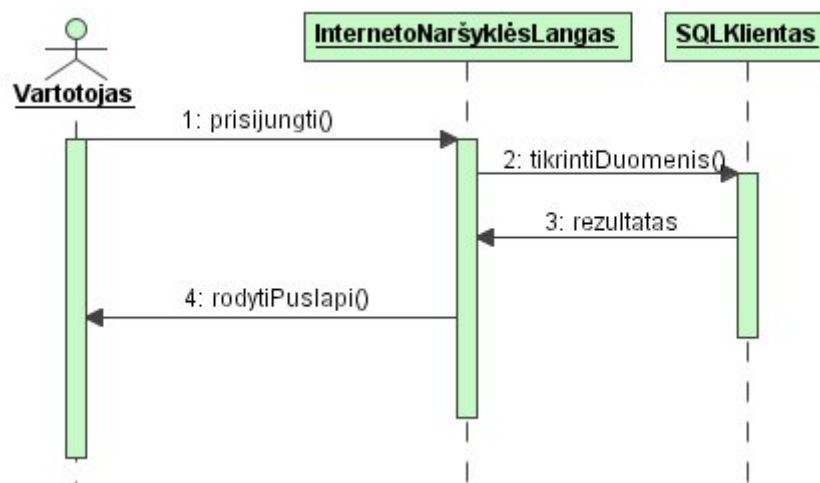 InternetoNaršyklėsLangas
SQLKlientas
Vartotojas
1: prisijungti()
2: tikrintiDuomenis()
3: rezultatas
4: rodytiPuslapi()